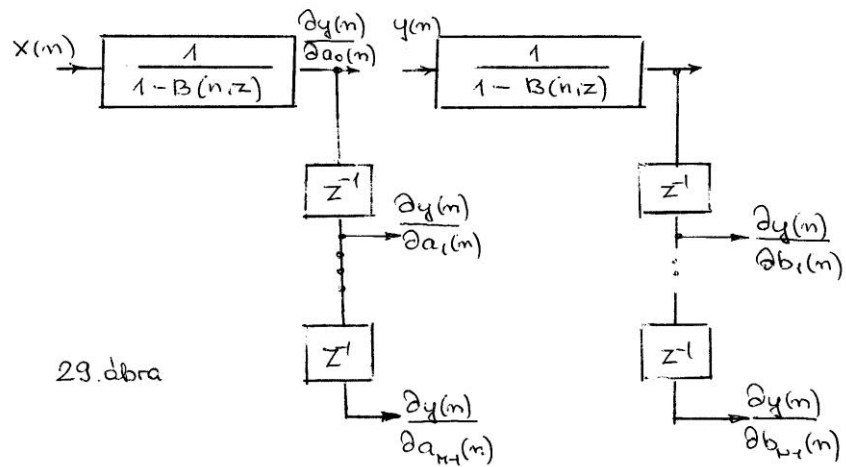 x(n)
1
1-B(n,z)
∂y(n)
∂a₀(n)
y(n)
1
1-B(n,z)
z⁻¹
∂y(n)
∂a₁(n)
z⁻¹
∂y(n)
∂b₁(n)
z⁻¹
∂y(n)
∂a_{M-1}(n)
z⁻¹
∂y(n)
∂b_{N-1}(n)
29. ábra